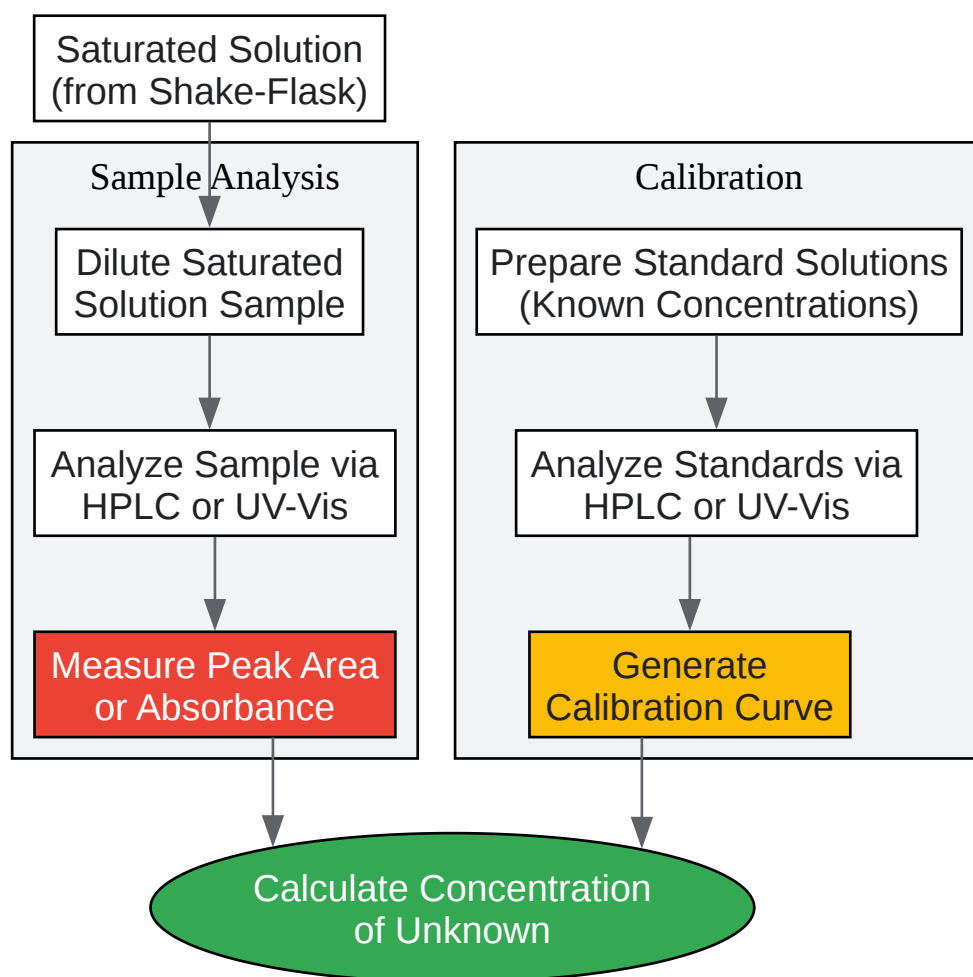 Saturated Solution
(from Shake-Flask)
Sample Analysis
Dilute Saturated
Solution Sample
Analyze Sample via
HPLC or UV-Vis
Measure Peak Area
or Absorbance
Calibration
Prepare Standard Solutions
(Known Concentrations)
Analyze Standards via
HPLC or UV-Vis
Generate
Calibration Curve
Calculate Concentration
of Unknown